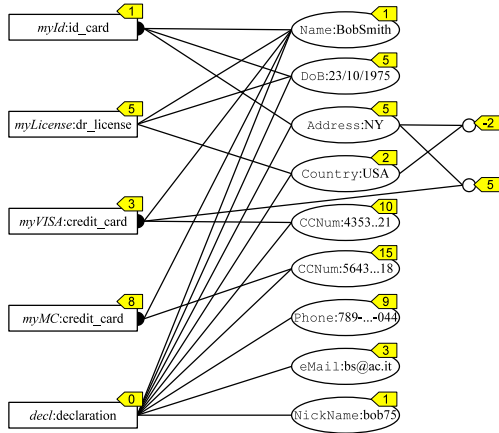 1
myId:id_card
5
myLicense:dr_license
3
myVISA:credit_card
8
myMC:credit_card
0
decl:declaration
1
Name:BobSmith
5
DoB:23/10/1975
5
Address:NY
2
Country:USA
10
CCNum:4353..21
15
CCNum:5643...18
9
Phone:789-...-044
3
eMail:bs@ac.it
1
NickName:bob75
-2
5